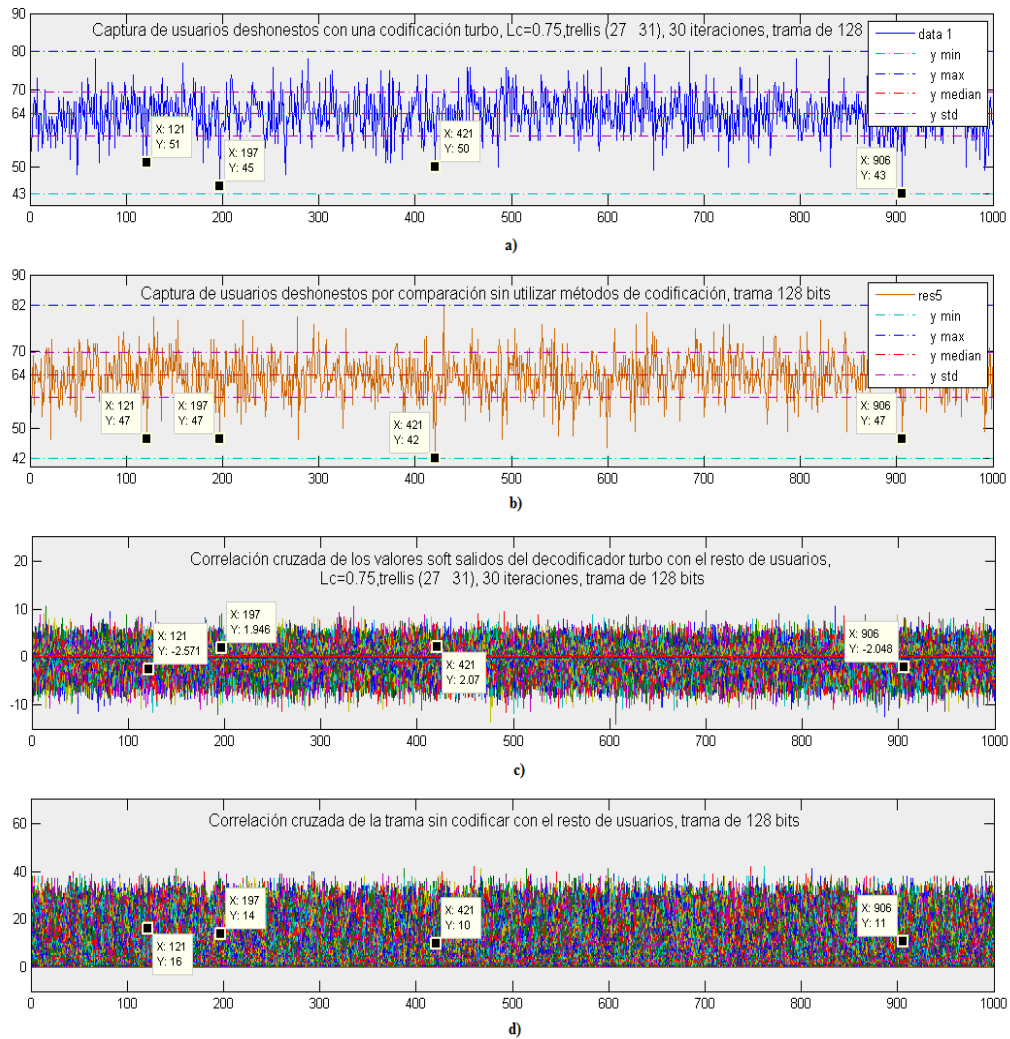 Captura de usuarios deshonestos con una codificación turbo, Lc=0.75,trellis (27 31), 30 iteraciones, trama de 128
90
80
70
64
50
43
40
data 1
y min
y max
y median
y std
X: 121
Y: 51
X: 197
Y: 45
X: 421
Y: 50
X: 906
Y: 43
0 100 200 300 400 500 600 700 800 900 1000
a)
Captura de usuarios deshonestos por comparación sin utilizar métodos de codificación, trama 128 bits
90
82
70
64
50
42
res5
y min
y max
y median
y std
X: 121
Y: 47
X: 197
Y: 47
X: 421
Y: 42
X: 906
Y: 47
0 100 200 300 400 500 600 700 800 900 1000
b)
Correlación cruzada de los valores soft salidos del decodificador turbo con el resto de usuarios,
Lc=0.75,trellis (27 31), 30 iteraciones, trama de 128 bits
20
10
0
-10
X: 121
Y: -2.571
X: 197
Y: 1.946
X: 421
Y: 2.07
X: 906
Y: -2.048
0 100 200 300 400 500 600 700 800 900 1000
c)
Correlación cruzada de la trama sin codificar con el resto de usuarios, trama de 128 bits
60
40
20
0
X: 121
Y: 16
X: 197
Y: 14
X: 421
Y: 10
X: 906
Y: 11
0 100 200 300 400 500 600 700 800 900 1000
d)